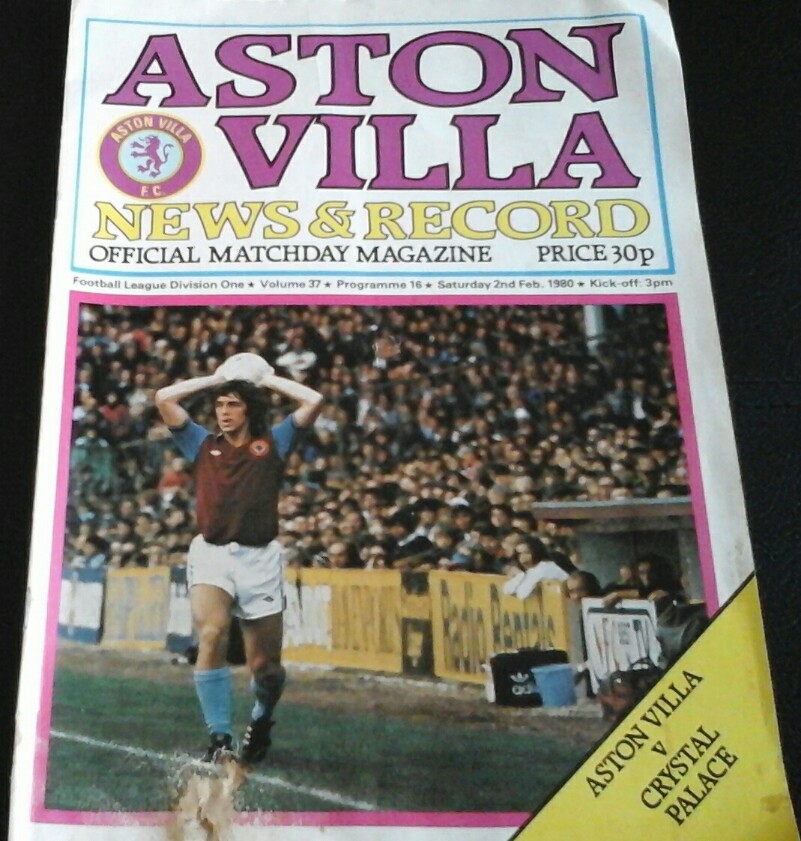 ASTON
VILLA
ASTON VILLA
F.C.
NEWS & RECORD
OFFICIAL MATCHDAY MAGAZINE PRICE 30p
Football League Division One ★ Volume 37 ★ Programme 16 ★ Saturday 2nd Feb. 1980 ★ Kick-off: 3pm
Radio Rentals
adidas
ASTON VILLA
v
CRYSTAL
PALACE